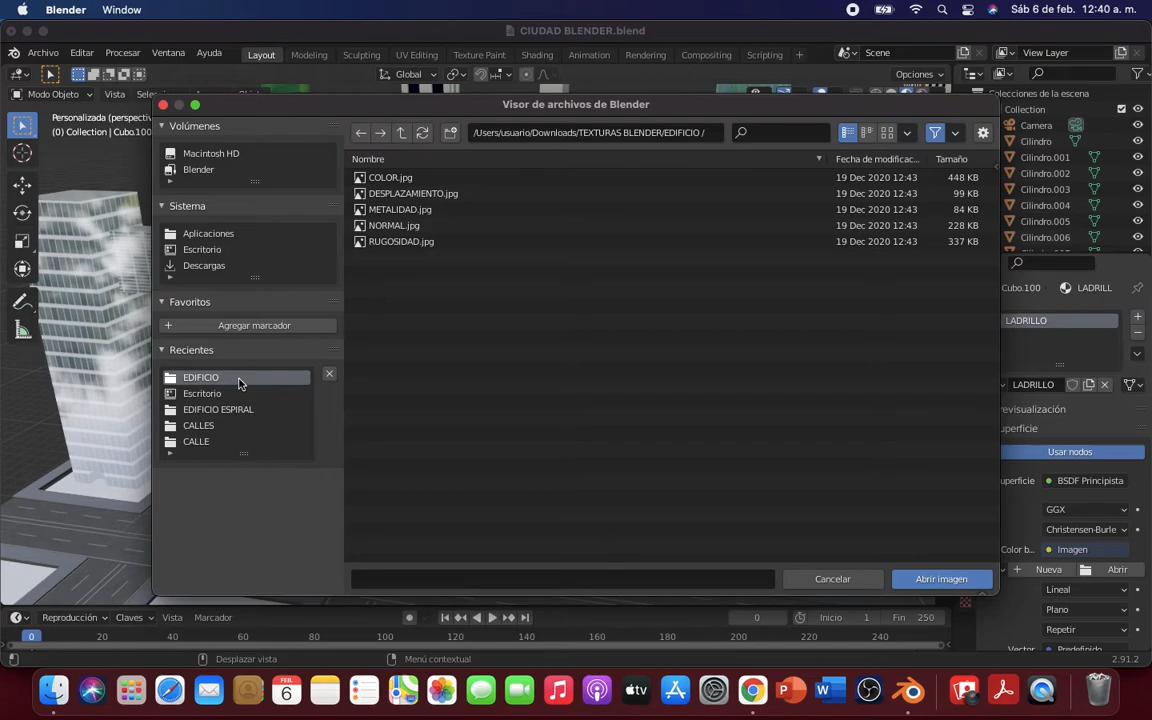 Blender Window Sáb 6 de feb. 12:40 a. m.
CIUDAD BLENDER.blend
Archivo Editar Procesar Ventana Ayuda Layout Modeling Sculpting UV Editing Texture Paint Shading Animation Rendering Compositing Scripting + Scene View Layer
Global Opciones
Modo Objeto Vista Colecciones de la escena
Personalizada (perspectiv
(0) Collection | Cubo.100
Visor de archivos de Blender
Volúmenes
Macintosh HD
Blender
Sistema
Aplicaciones
Escritorio
Descargas
Favoritos
Agregar marcador
Recientes
EDIFICIO
Escritorio
EDIFICIO ESPIRAL
CALLES
CALLE
/Users/usuario/Downloads/TEXTURAS BLENDER/EDIFICIO /
Nombre Fecha de modificac... Tamaño
COLOR.jpg 19 Dec 2020 12:43 448 KB
DESPLAZAMIENTO.jpg 19 Dec 2020 12:43 99 KB
METALIDAD.jpg 19 Dec 2020 12:43 84 KB
NORMAL.jpg 19 Dec 2020 12:43 228 KB
RUGOSIDAD.jpg 19 Dec 2020 12:43 337 KB
Cancelar Abrir imagen
Collection
Camera
Cilindro
Cilindro.001
Cilindro.002
Cilindro.003
Cilindro.004
Cilindro.005
Cilindro.006
Cubo.100 LADRILL
LADRILLO
LADRILLO
revisualización
uperficie
Usar nodos
uperficie BSDF Principista
GGX
Christensen-Burle
Color b... Imagen
+ Nueva Abrir
Lineal
Plano
Repetir
Vector Predefinido
Reproducción Claves Vista Marcador 0 Inicio 1 Fin 250
0 20 40 60 80 100 120 140 160 180 200 220 240
Desplazar vista Menú contextual 2.91.2
FEB
6
tv